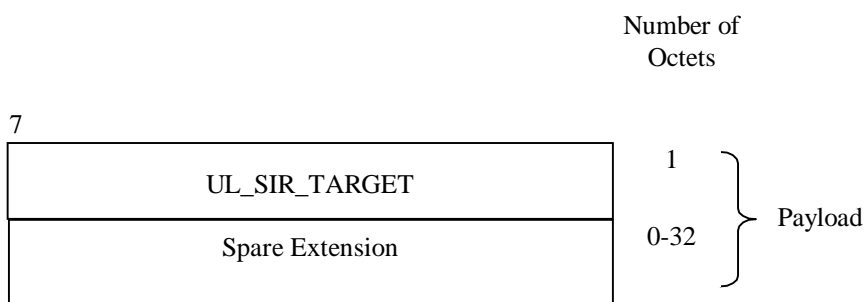 Number of
Octets
7
UL_SIR_TARGET
1
Spare Extension
0-32
Payload